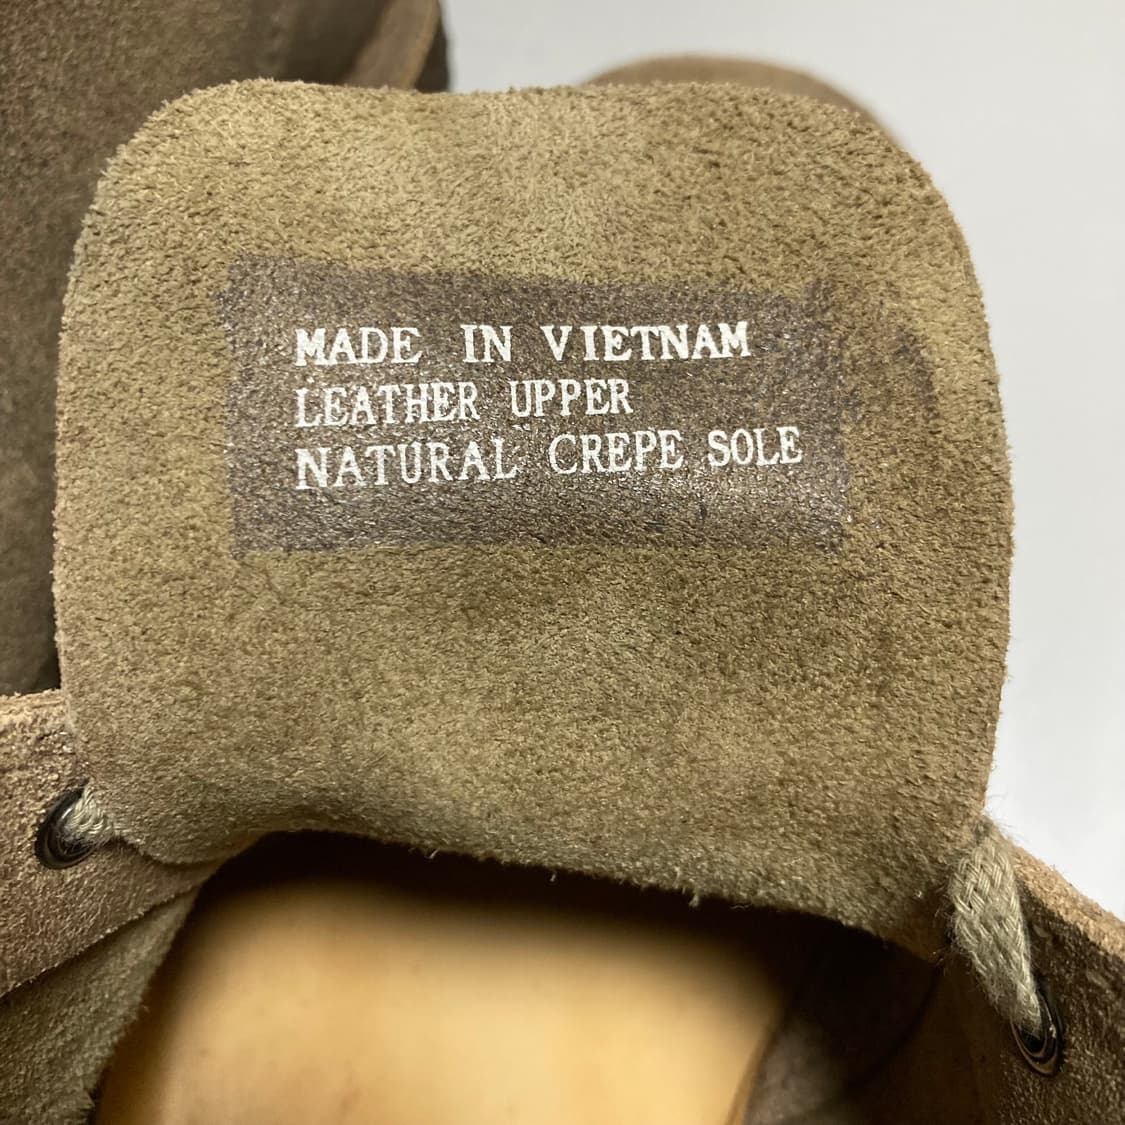 MADE IN VIETNAM
LEATHER UPPER
NATURAL CREPE SOLE